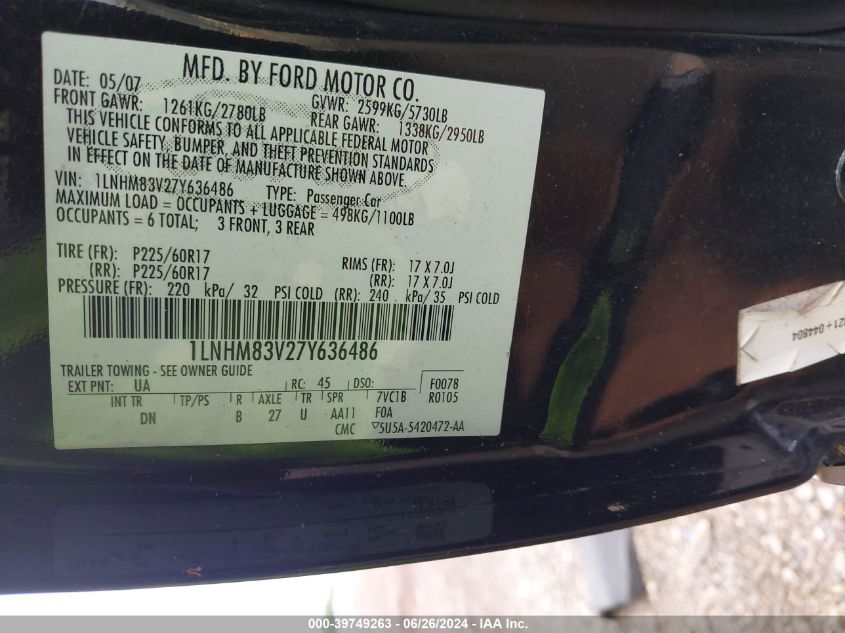 MFD. BY FORD MOTOR CO.
DATE: 05/07 GVWR: 2599KG/5730LB
FRONT GAWR: 1261KG/2780LB REAR GAWR: 1338KG/2950LB
THIS VEHICLE CONFORMS TO ALL APPLICABLE FEDERAL MOTOR
VEHICLE SAFETY, BUMPER, AND THEFT PREVENTION STANDARDS
IN EFFECT ON THE DATE OF MANUFACTURE SHOWN ABOVE.
VIN: 1LNHM83V27Y636486 TYPE: Passenger Car
MAXIMUM LOAD = OCCUPANTS + LUGGAGE = 498KG/1100LB
OCCUPANTS = 6 TOTAL; 3 FRONT, 3 REAR
TIRE (FR): P225/60R17 RIMS (FR): 17 X 7.0J
(RR): P225/60R17 (RR): 17 X 7.0J
PRESSURE (FR): 220 kPa/ 32 PSI COLD (RR): 240 kPa/35 PSI COLD
1LNHM83V27Y636486
TRAILER TOWING - SEE OWNER GUIDE
EXT PNT: UA RC: 45 DSO: F0078
R0105
INT TR TP/PS R AXLE TR SPR 7VC1B
DN B 27 U AA11 F0A
CMC ▽5U5A-5420472-AA
21 + 044804
000-39749263 - 06/26/2024 - IAA Inc.